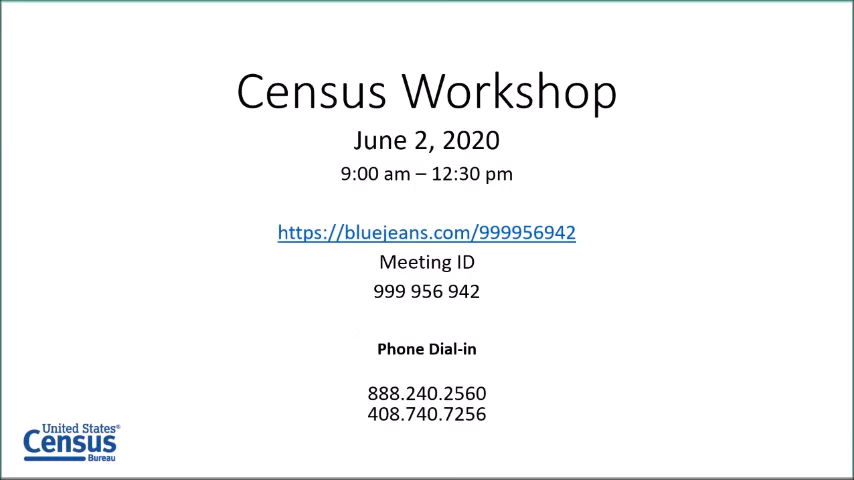 Census Workshop
June 2, 2020
9:00 am – 12:30 pm
https://bluejeans.com/999956942
Meeting ID
999 956 942
Phone Dial-in
888.240.2560
408.740.7256
United States®
Census
Bureau